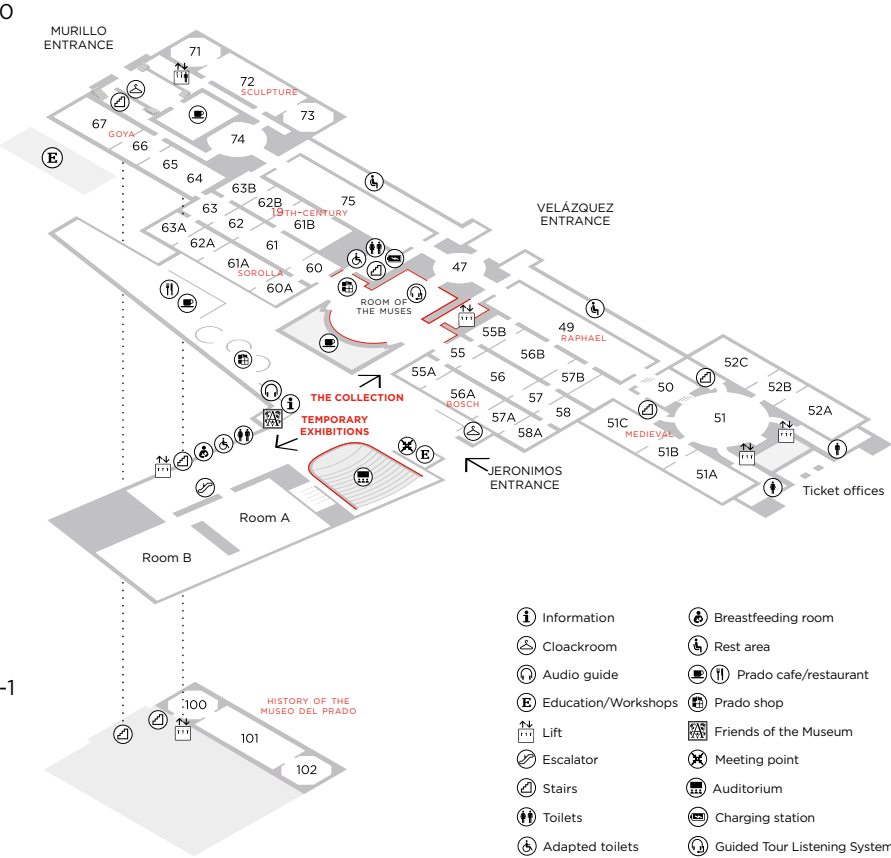 0
MURILLO
ENTRANCE
71
72
SCULPTURE
73
67
GOYA
66
74
65
64
E
63B
62B
75
19TH-CENTURY
63
62
61B
63A
62A
61
61A
SOROLLA
60
60A
VELÁZQUEZ
ENTRANCE
47
ROOM OF
THE MUSES
49
RAPHAEL
55B
55
56B
55A
56
57B
56A
BOSCH
57
57A
58
58A
52C
50
52B
52A
51
51C
MEDIEVAL
51B
51A
Ticket offices
THE COLLECTION
TEMPORARY
EXHIBITIONS
i
E
JERONIMOS
ENTRANCE
Room A
Room B
-1
100
HISTORY OF THE
MUSEO DEL PRADO
101
102
i Information
Cloackroom
Audio guide
E Education/Workshops
Lift
Escalator
Stairs
Toilets
Adapted toilets
Breastfeeding room
Rest area
Prado cafe/restaurant
Prado shop
Friends of the Museum
Meeting point
Auditorium
Charging station
Guided Tour Listening System